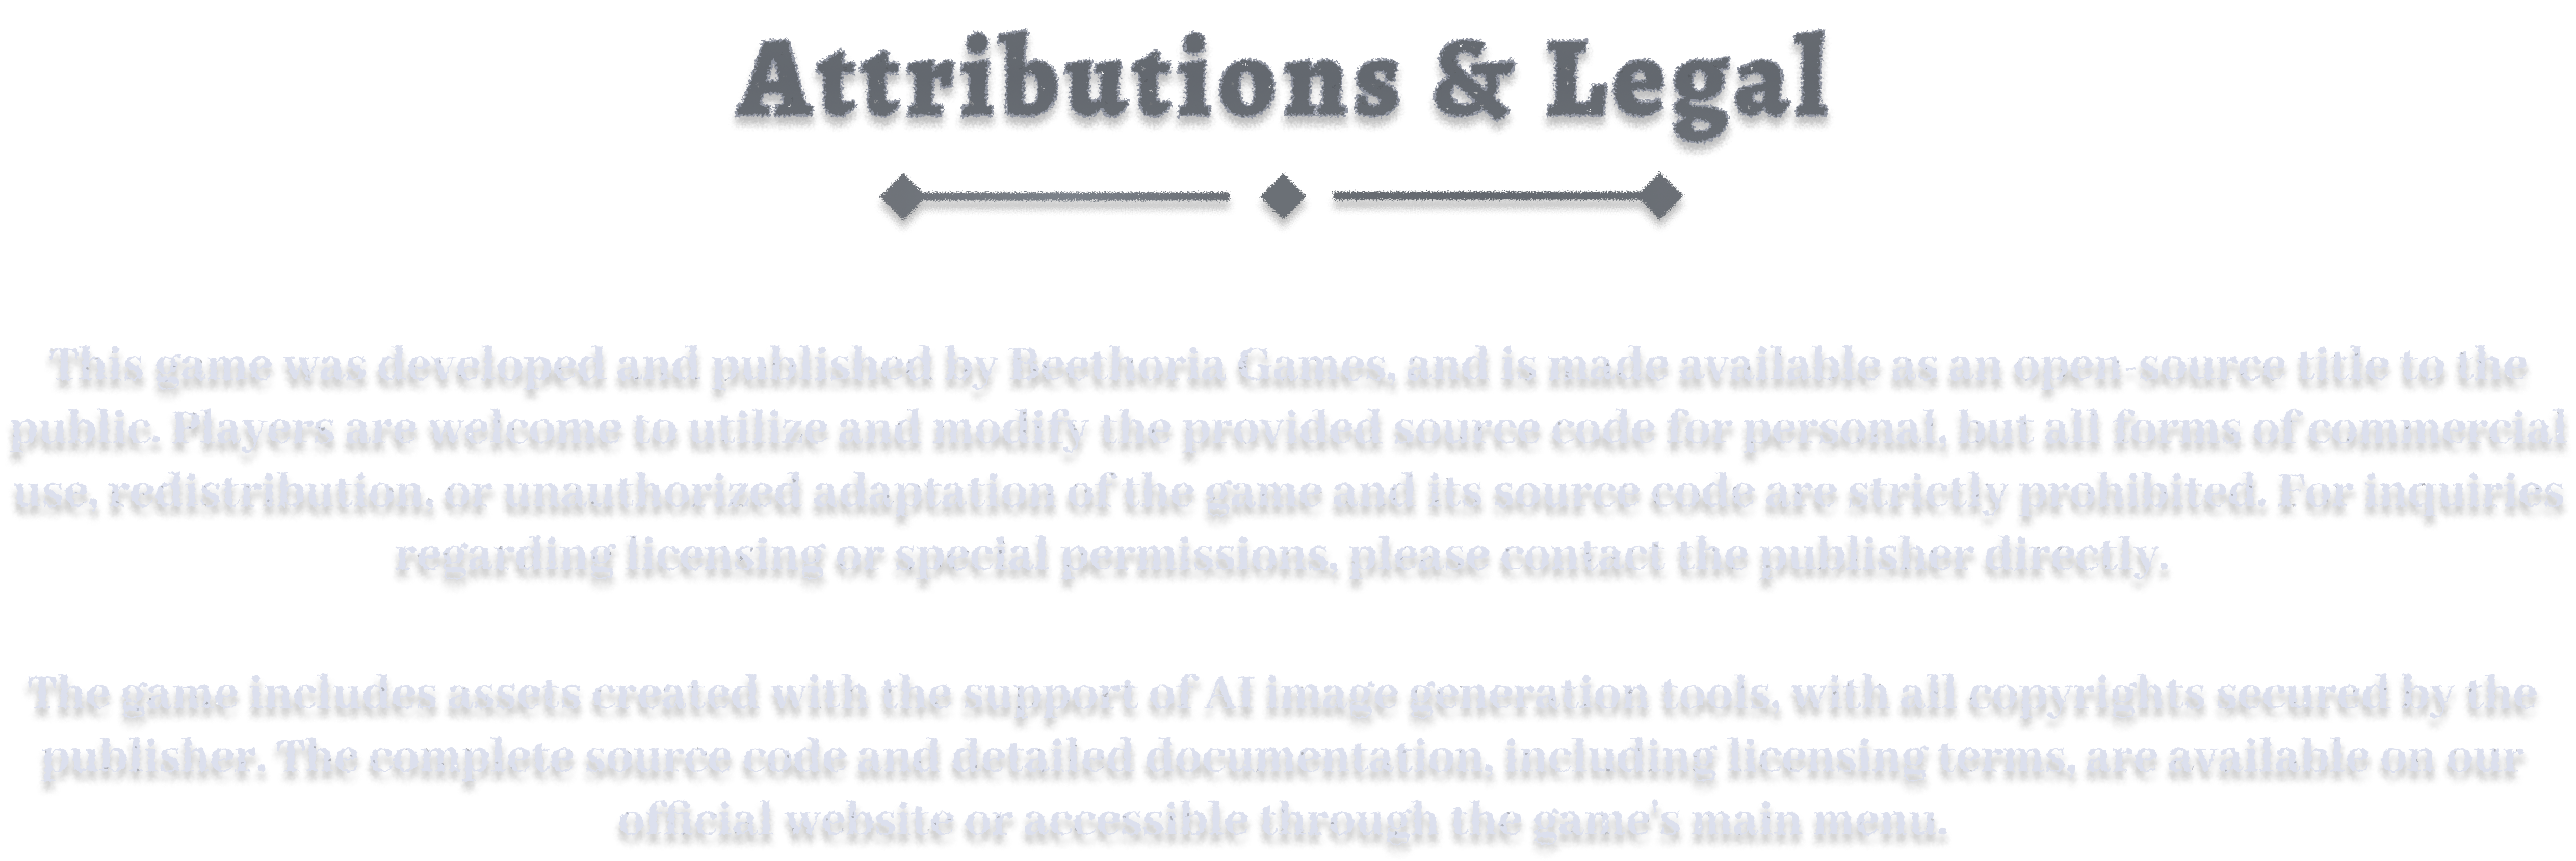 Attributions & Legal
This game was developed and published by Beethoria Games, and is made available as an open-source title to the
public. Players are welcome to utilize and modify the provided source code for personal, but all forms of commercial
use, redistribution, or unauthorized adaptation of the game and its source code are strictly prohibited. For inquiries
regarding licensing or special permissions, please contact the publisher directly.
The game includes assets created with the support of AI image generation tools, with all copyrights secured by the
publisher. The complete source code and detailed documentation, including licensing terms, are available on our
official website or accessible through the game's main menu.